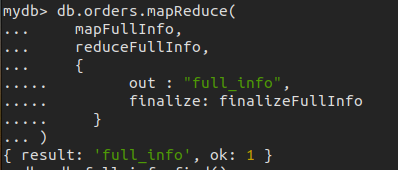 mydb> db.orders.mapReduce(
...     mapFullInfo,
...     reduceFullInfo,
...     {
.....         out : "full_info",
.....         finalize: finalizeFullInfo
.....     }
... )
{ result: 'full_info', ok: 1 }